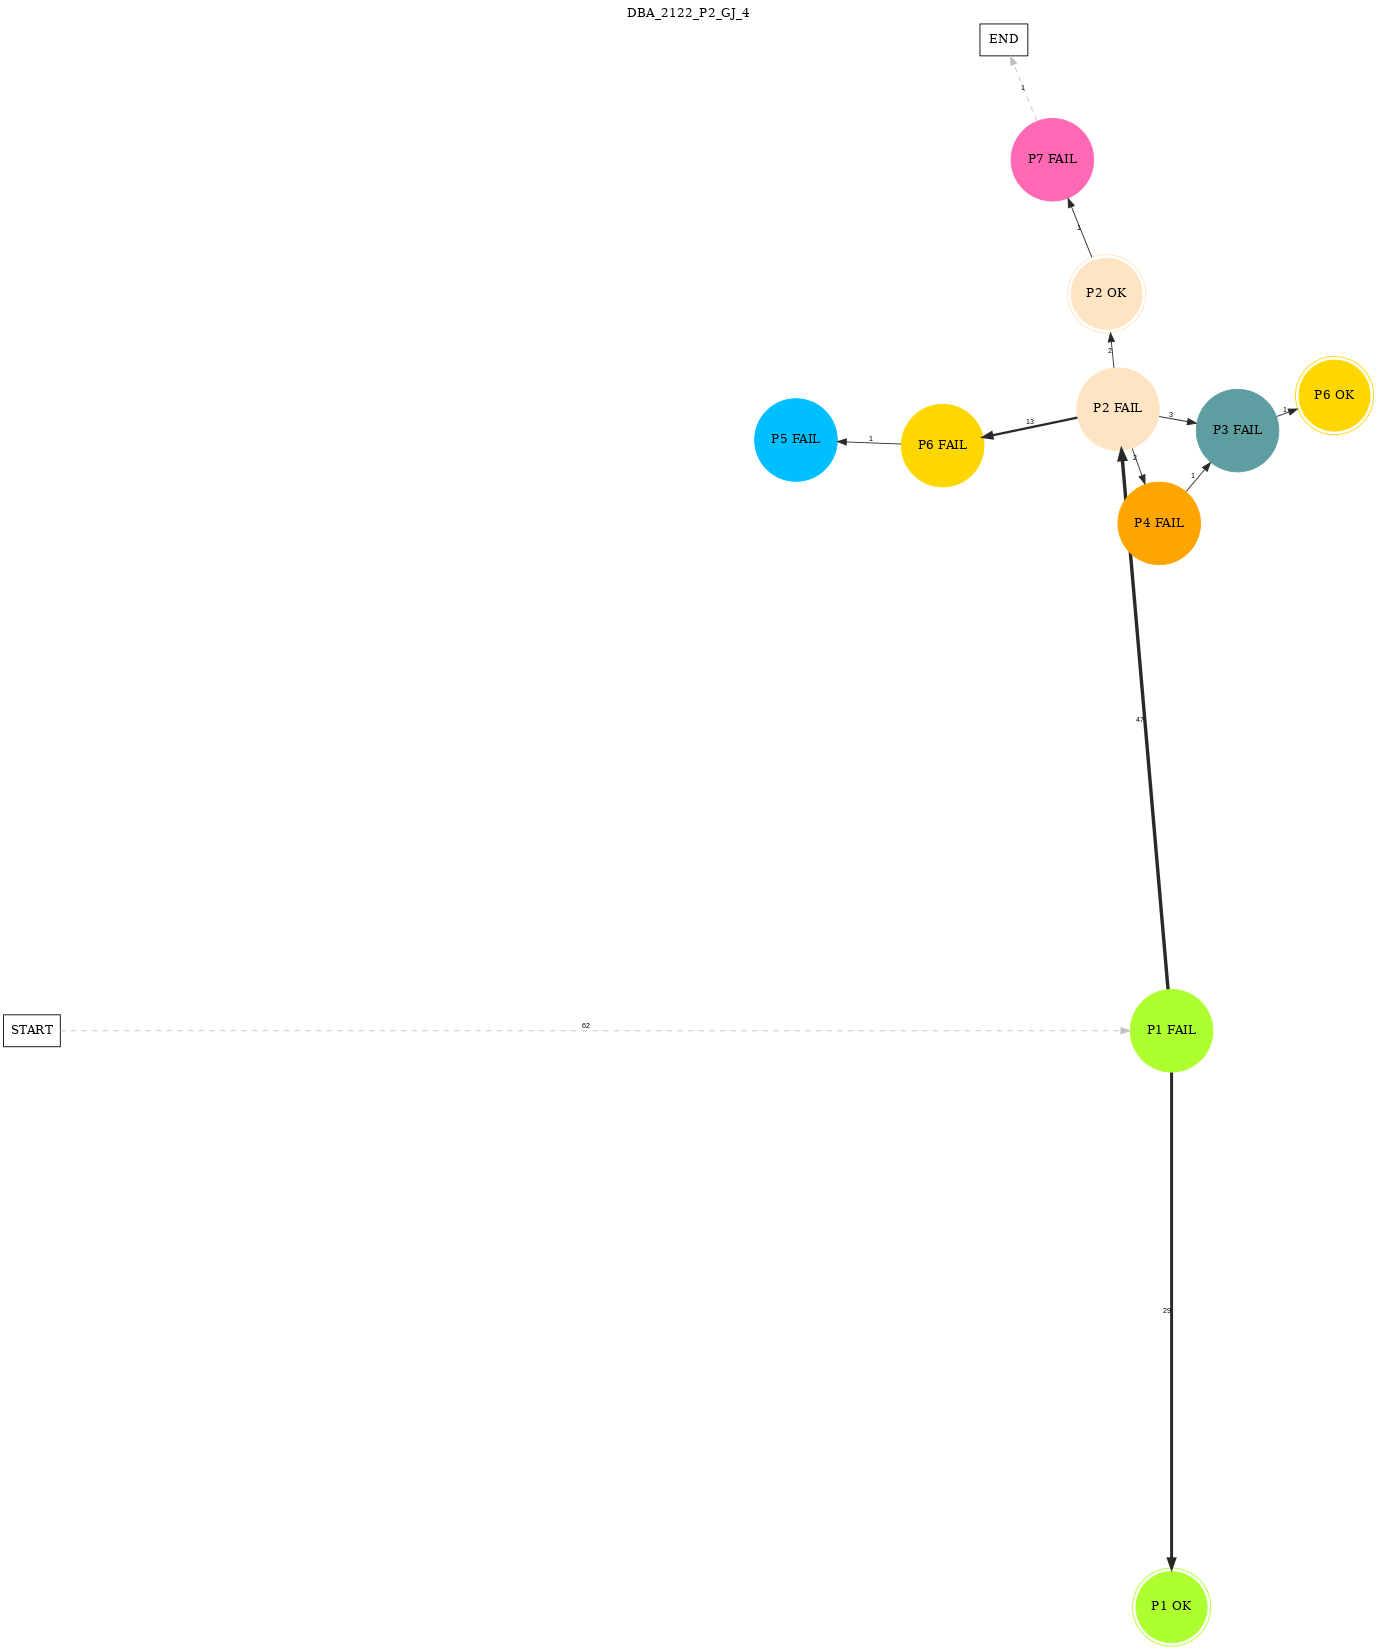 DBA_2122_P2_GJ_4
END
1
P7 FAIL
1
P2 OK
2
P6 OK
P2 FAIL
1
3
13
P3 FAIL
P5 FAIL
1
P6 FAIL
2
1
P4 FAIL
47
62
START
P1 FAIL
29
P1 OK